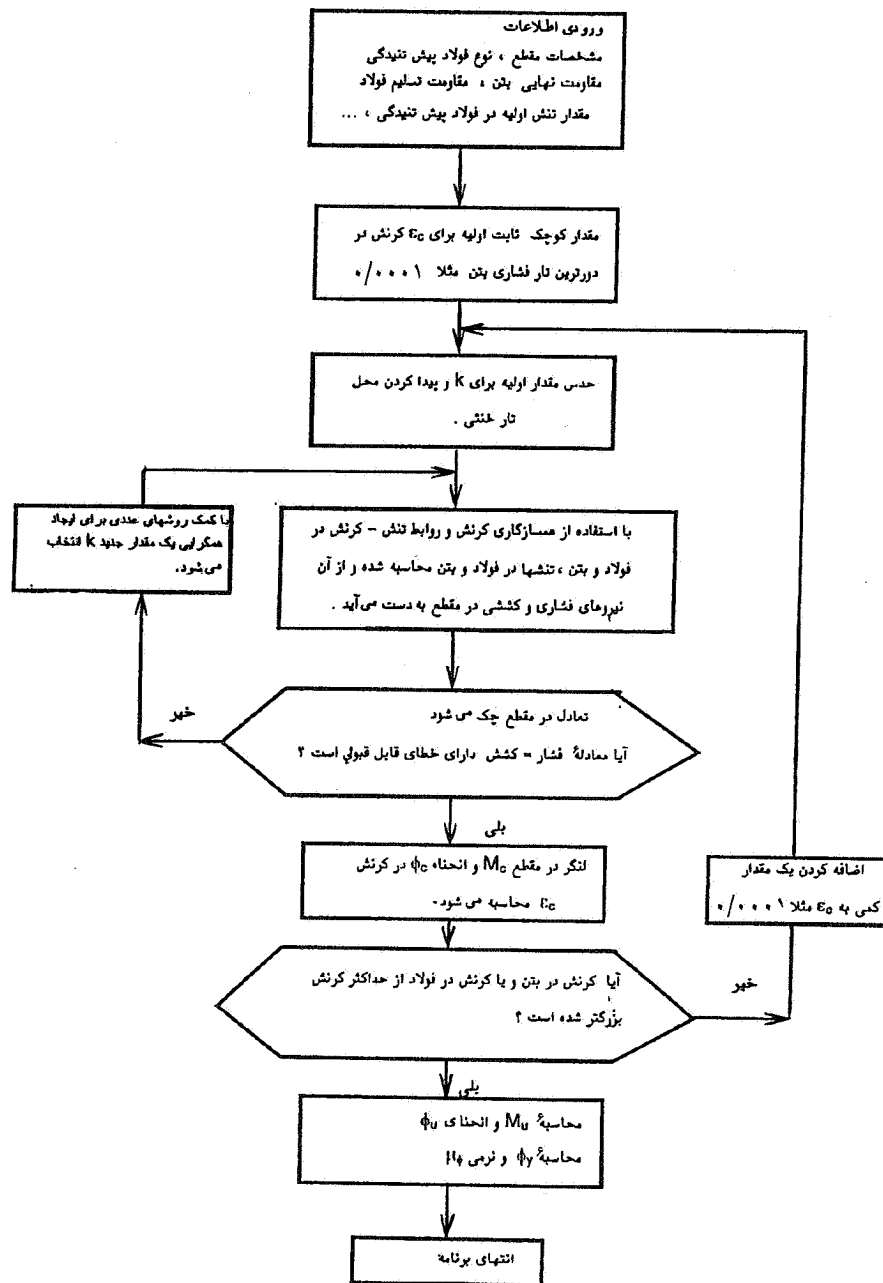 ورودی اطلاعات
مشخصات مقطع ، نوع فولاد پیش تنیدگی
مقاومت نهایی بتن ، مقاومت تسلیم فولاد
مقدار تنش اولیه در فولاد پیش تنیدگی ، ...
مقدار کوچک ثابت اولیه برای εc کرنش در
دورترین تار فشاری بتن مثلا ۰/۰۰۰۱
حدس مقدار اولیه برای k و پیدا کردن محل
تار خنثی .
با کمک روشهای عددی برای ایجاد
همگرایی یک مقدار جدید k انتخاب
می‌شود.
با استفاده از همسازگاری کرنش و روابط تنش - کرنش در
فولاد و بتن ، تنشها در فولاد و بتن محاسبه شده و از آن
نیروهای فشاری و کششی در مقطع به دست می‌آید .
خیر
تعادل در مقطع چک می شود
آیا معادلهٔ فشار = کشش دارای خطای قابل قبولی است ؟
بلی
لنگر در مقطع Mc و انحناء ϕc در کرنش
εc محاسبه می شود.
اضافه کردن یک مقدار
کمی به εc مثلا ۰/۰۰۰۱
آیا کرنش در بتن و یا کرنش در فولاد از حداکثر کرنش
بزرگتر شده است ؟
خیر
بلی
محاسبهٔ Mu و انحنای ϕu
محاسبهٔ ϕy و نرمی μϕ
انتهای برنامه